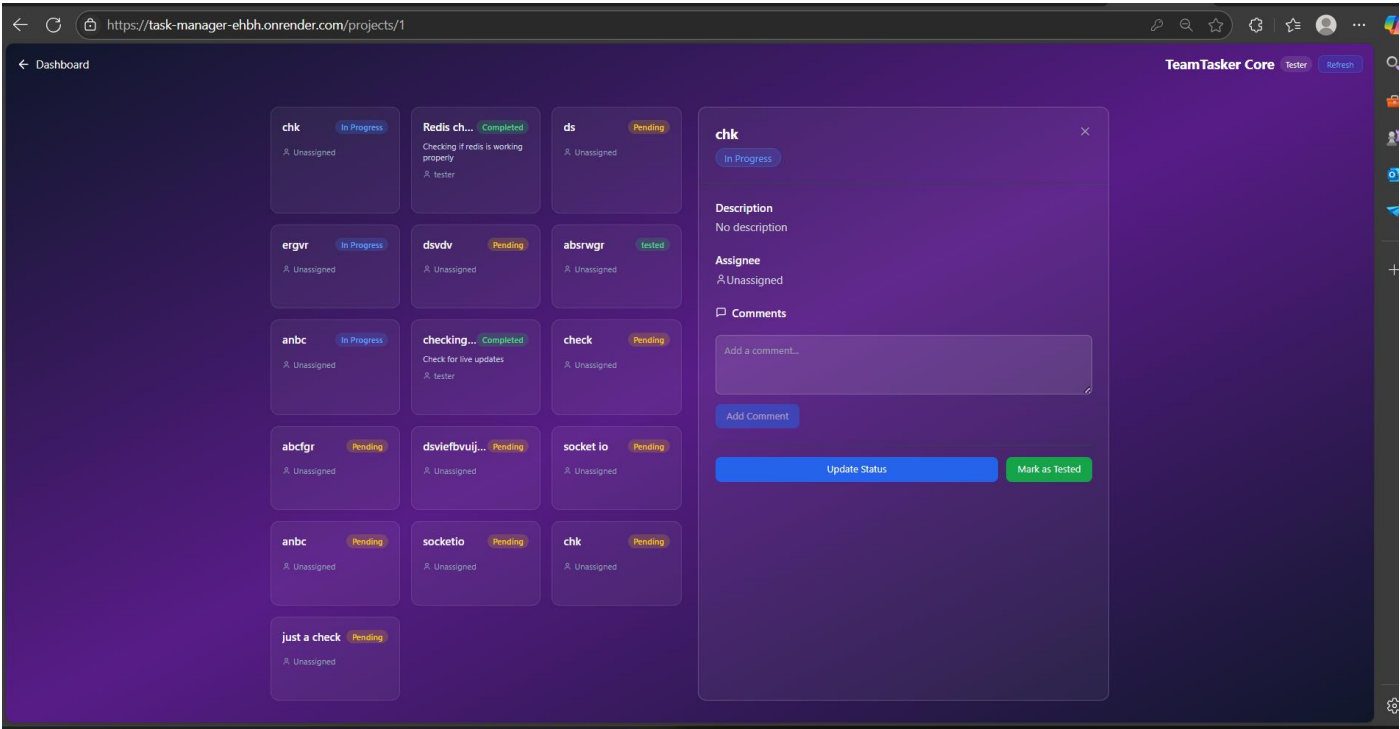 https://task-manager-ehbh.onrender.com/projects/1
Dashboard
TeamTasker Core Tester Refresh
chk In Progress
Unassigned
Redis ch... Completed
Checking if redis is working
properly
tester
ds Pending
Unassigned
ergvr In Progress
Unassigned
dsvdv Pending
Unassigned
absrwgr tested
Unassigned
anbc In Progress
Unassigned
checking... Completed
Check for live updates
tester
check Pending
Unassigned
abcfgr Pending
Unassigned
dsviefbvuij... Pending
Unassigned
socket io Pending
Unassigned
anbc Pending
Unassigned
socketio Pending
Unassigned
chk Pending
Unassigned
just a check Pending
Unassigned
chk
In Progress
Description
No description
Assignee
Unassigned
Comments
Add a comment...
Add Comment
Update Status Mark as Tested